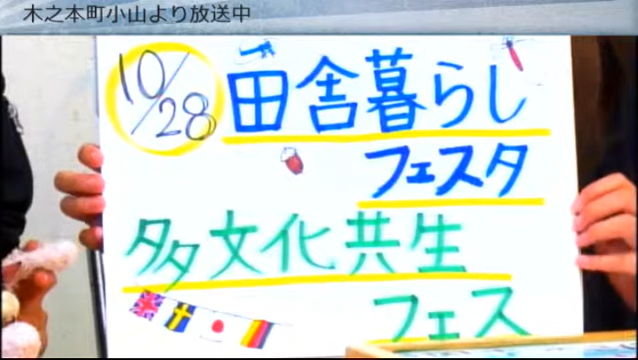 木之本町小山より放送中
10/28
田舎暮らし
フェスタ
多文化共生
フェス